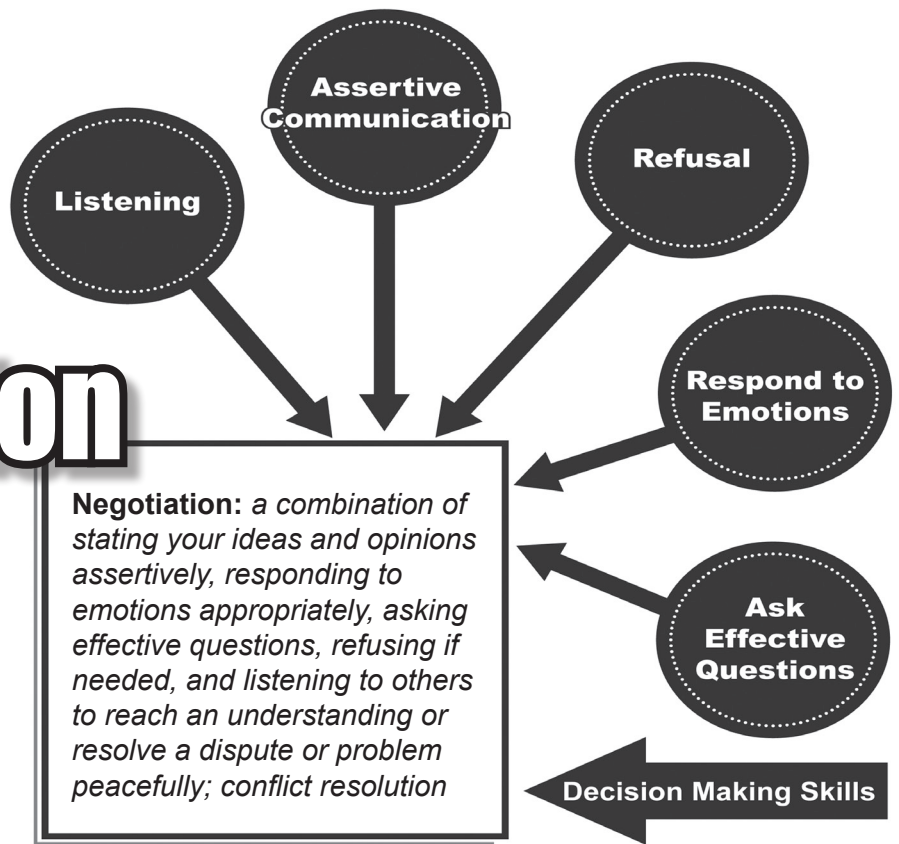 Assertive
Communication
Refusal
Listening
Respond to
Emotions
on
Negotiation: a combination of
stating your ideas and opinions
assertively, responding to
emotions appropriately, asking
effective questions, refusing if
needed, and listening to others
to reach an understanding or
resolve a dispute or problem
peacefully; conflict resolution
Ask
Effective
Questions
Decision Making Skills